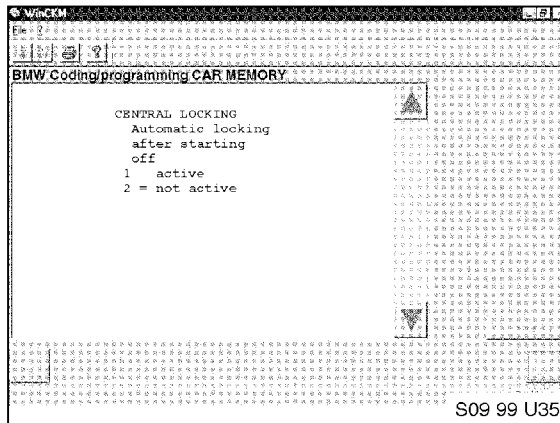 WinCKM
File ?
?
BMW Coding/programming CAR MEMORY
CENTRAL LOCKING
Automatic locking
after starting
off
1 active
2 = not active
S09 99 U35